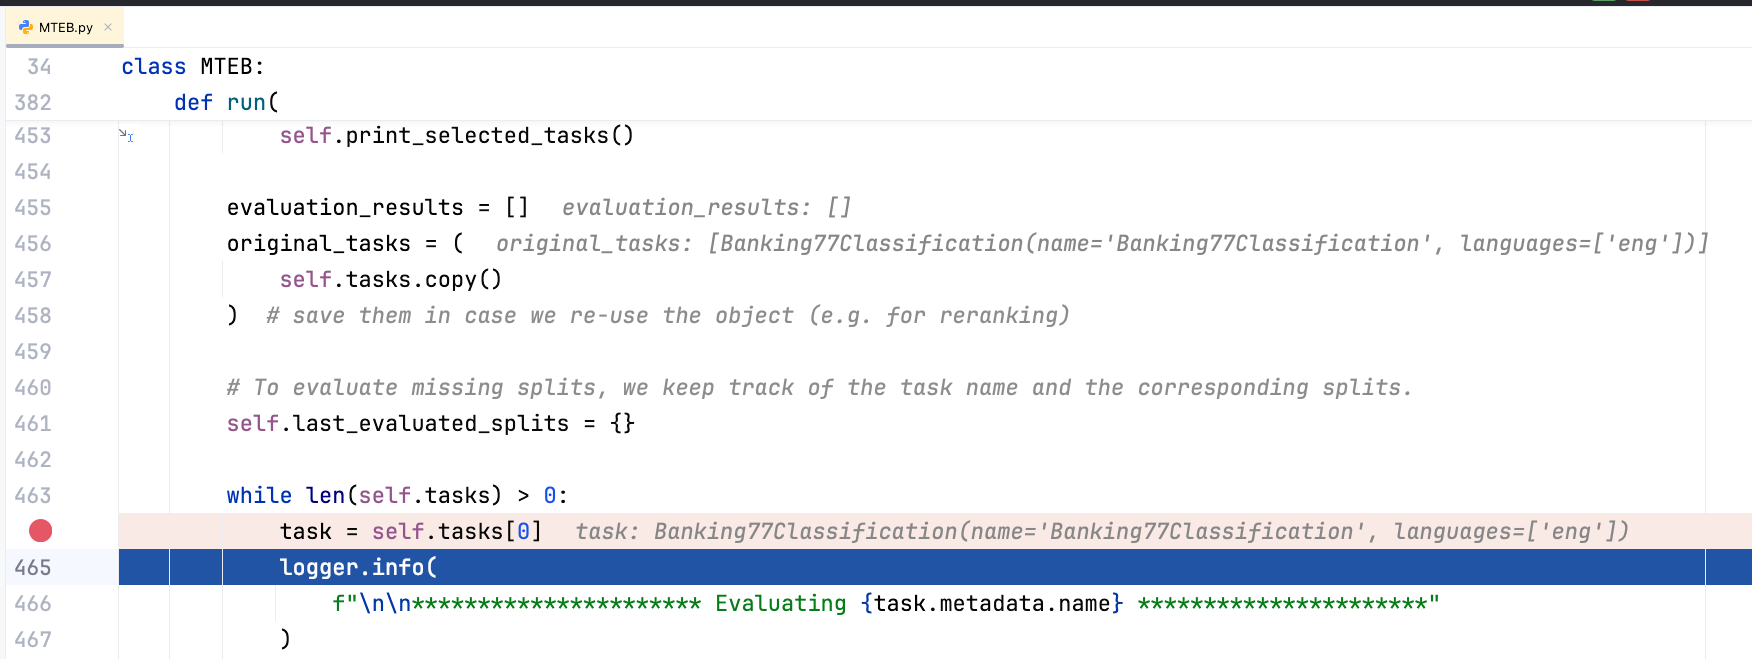 MTEB.py ×
34 class MTEB:
382 def run(
453 self.print_selected_tasks()
454
455 evaluation_results = [] evaluation_results: []
456 original_tasks = ( original_tasks: [Banking77Classification(name='Banking77Classification', languages=['eng'])]
457 self.tasks.copy()
458 ) # save them in case we re-use the object (e.g. for reranking)
459
460 # To evaluate missing splits, we keep track of the task name and the corresponding splits.
461 self.last_evaluated_splits = {}
462
463 while len(self.tasks) > 0:
task = self.tasks[0] task: Banking77Classification(name='Banking77Classification', languages=['eng'])
465 logger.info(
466 f"\n\n********************** Evaluating {task.metadata.name} **********************"
467 )